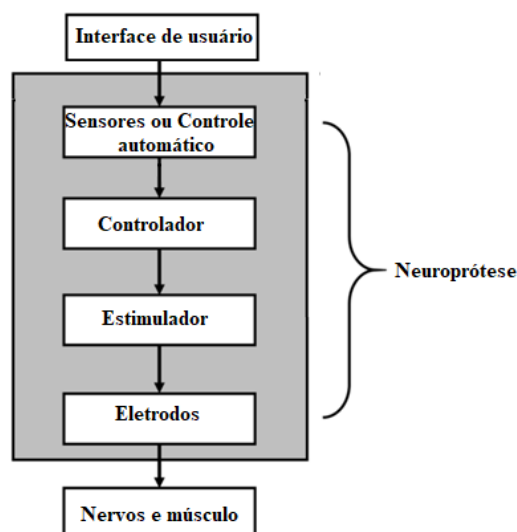 Interface de usuário
Sensores ou Controle
automático
Controlador
Neuroprótese
Estimulador
Eletrodos
Nervos e músculo